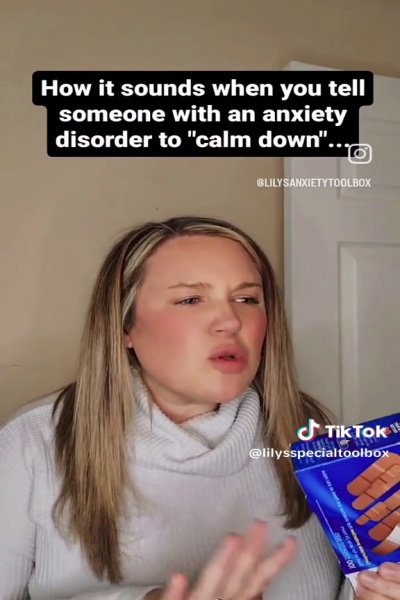 How it sounds when you tell
someone with an anxiety
disorder to "calm down"...
@LILYSANXIETYTOOLBOX
TikTok
@lilysspecialtoolbox